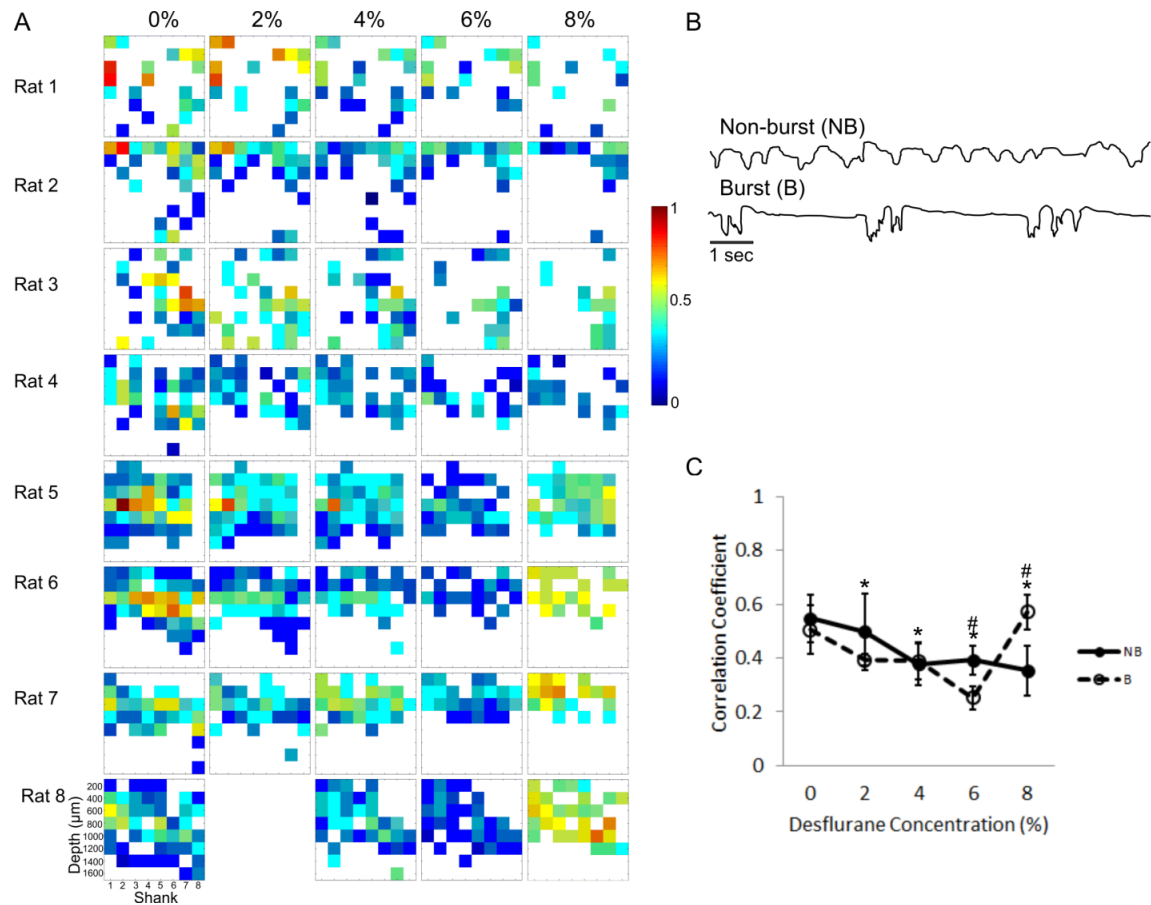 A
0% 2% 4% 6% 8%
Rat 1
Rat 2
Rat 3
Rat 4
Rat 5
Rat 6
Rat 7
Rat 8
Depth (µm)
200
400
600
800
1000
1200
1400
1600
1 2 3 4 5 6 7 8
Shank
1
0.5
0
B
Non-burst (NB)
Burst (B)
1 sec
C
Correlation Coefficient
1
0.8
0.6
0.4
0.2
0
* * # * # *
0 2 4 6 8
Desflurane Concentration (%)
NB
B